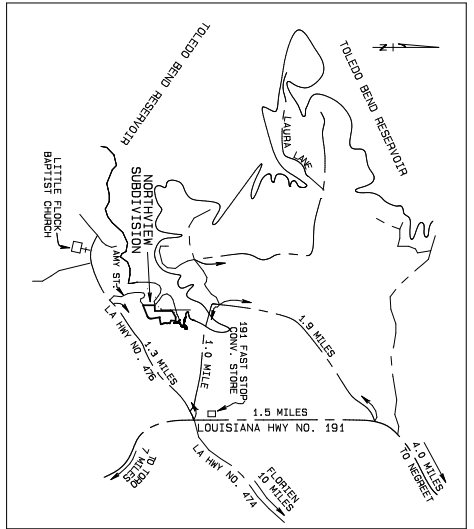 TOLEDO BEND RESERVOIR
TOLEDO BEND RESERVOIR
N
LAURA
LANE
LITTLE FLOCK
BAPTIST CHURCH
NORTHVIEW
SUBDIVISION
AMY ST.
LA HWY NO. 476
1.3 MILES
1.0 MILE
191 FAST STOP
CONV. STORE
1.9 MILES
1.5 MILES
LOUISIANA HWY NO. 191
4.0 MILES
TO NEGREET
LA HWY NO. 474
FLORIEN
10 MILES
TO TORO
7 MILES